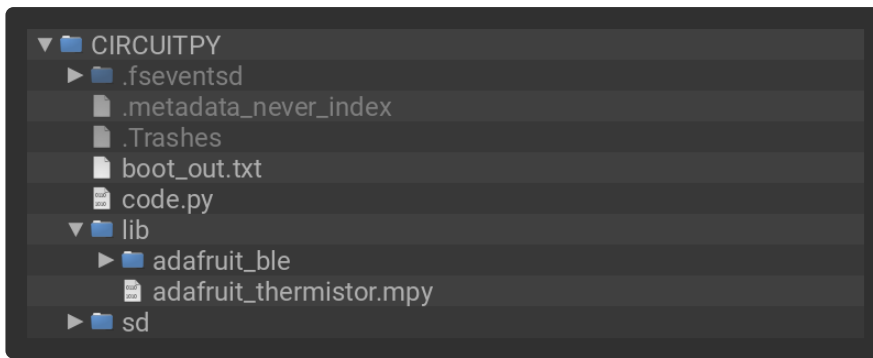 CIRCUITPY
.fseventsd
.metadata_never_index
.Trashes
boot_out.txt
code.py
lib
adafruit_ble
adafruit_thermistor.mpy
sd